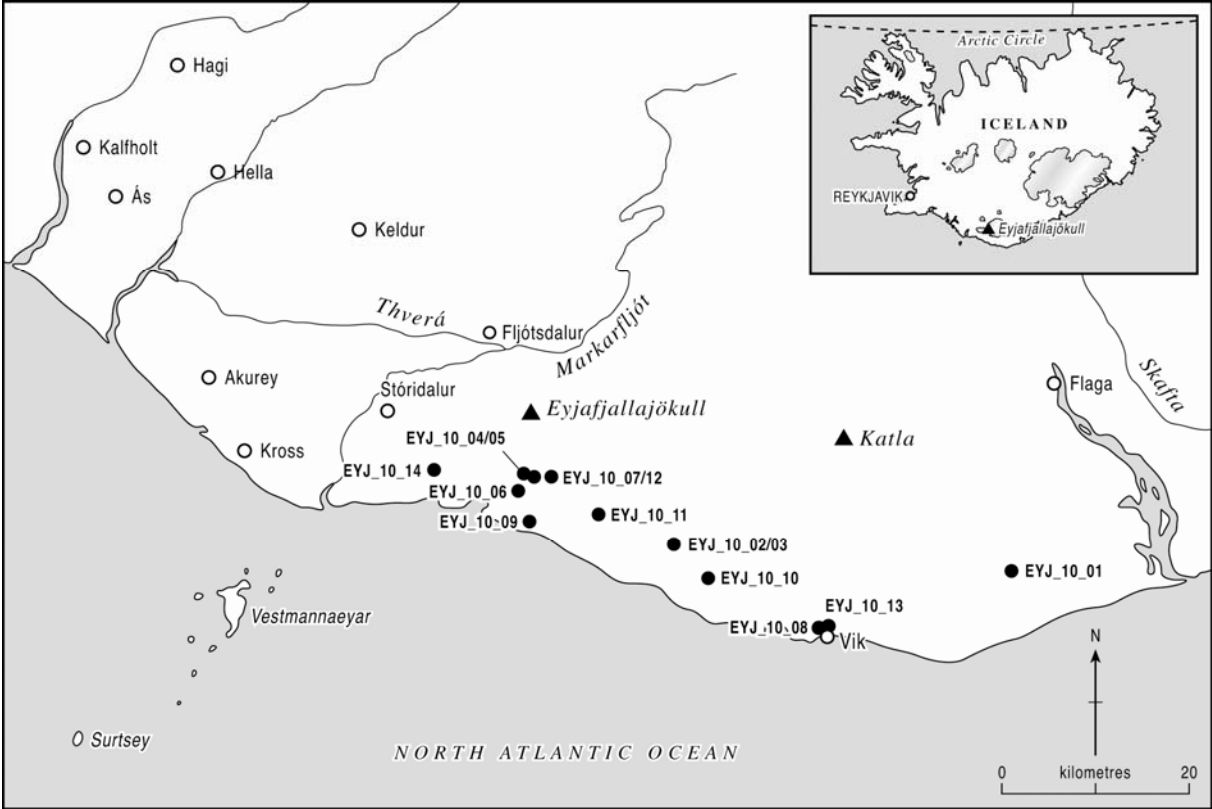 Hagi
Kalfholt
Ás
Hella
Keldur
Thverá
Fljótsdalur
Markarfljót
Akurey
Stóridalur
Kross
Eyjafjallajökull
Katla
Flaga
Skafta
EYJ_10_04/05
EYJ_10_14
EYJ_10_07/12
EYJ_10_06
EYJ_10_09
EYJ_10_11
EYJ_10_02/03
EYJ_10_10
EYJ_10_01
EYJ_10_13
EYJ_10_08
Vik
Vestmannaeyar
Surtsey
NORTH ATLANTIC OCEAN
N
0 kilometres 20
Arctic Circle
ICELAND
REYKJAVIK
Eyjafjallajökull